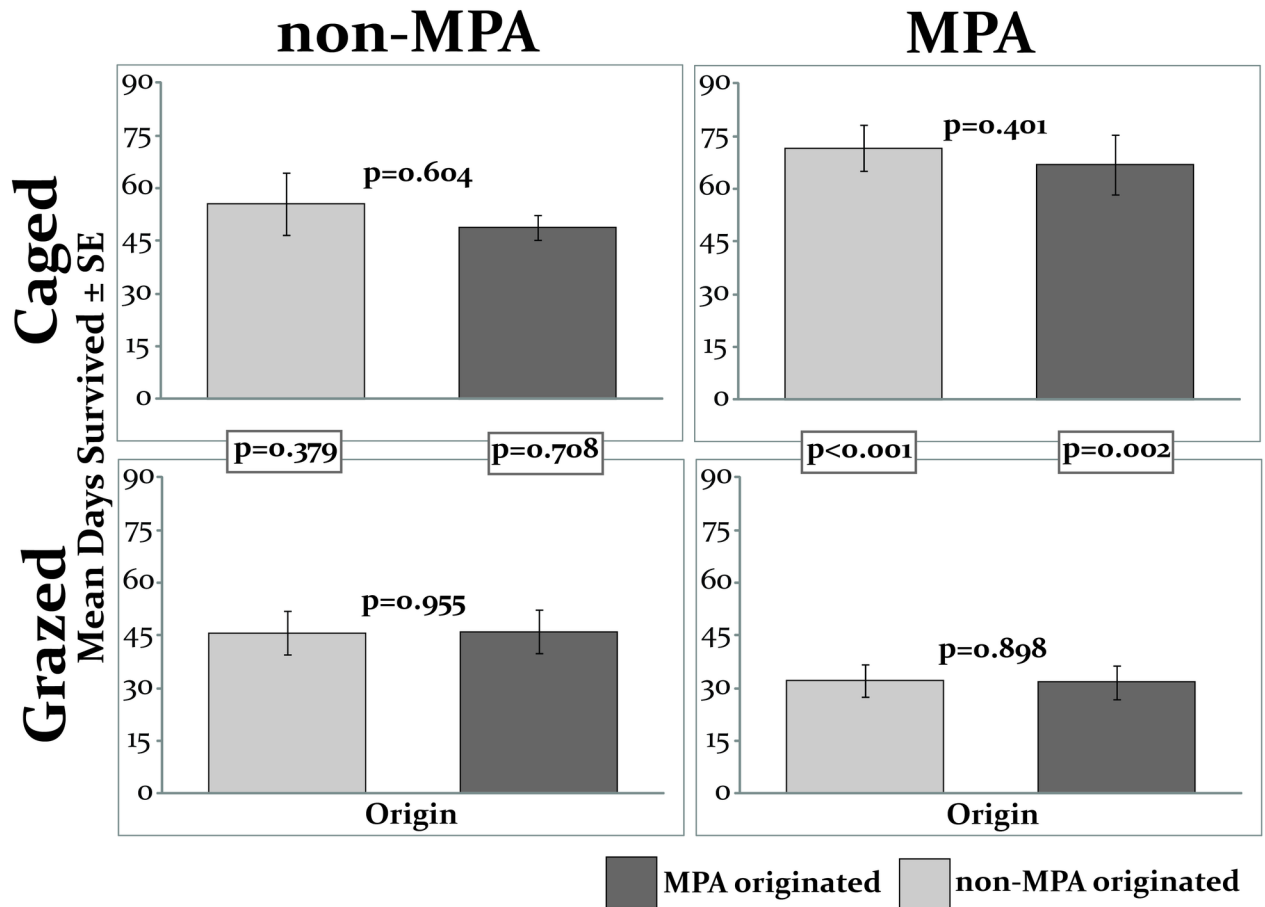 non-MPA
MPA
Caged
Grazed
Mean Days Survived ± SE
90
75
60
45
30
15
0
p=0.604
90
75
60
45
30
15
0
p=0.401
p=0.379
p=0.708
p<0.001
p=0.002
90
75
60
45
30
15
0
p=0.955
Origin
90
75
60
45
30
15
0
p=0.898
Origin
MPA originated
non-MPA originated